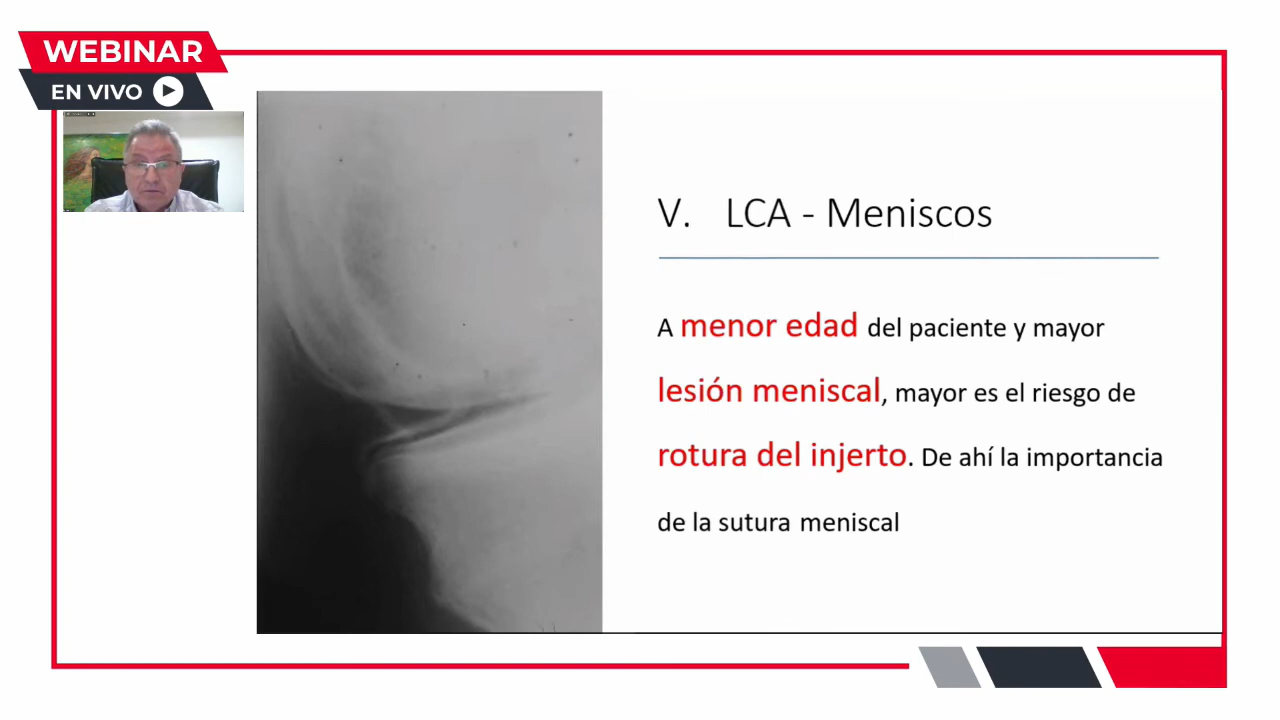 WEBINAR
EN VIVO
V. LCA - Meniscos
A menor edad del paciente y mayor
lesión meniscal, mayor es el riesgo de
rotura del injerto. De ahí la importancia
de la sutura meniscal